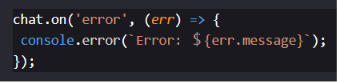 chat.on('error', (err) => {
 console.error(`Error: ${err.message}`);
});